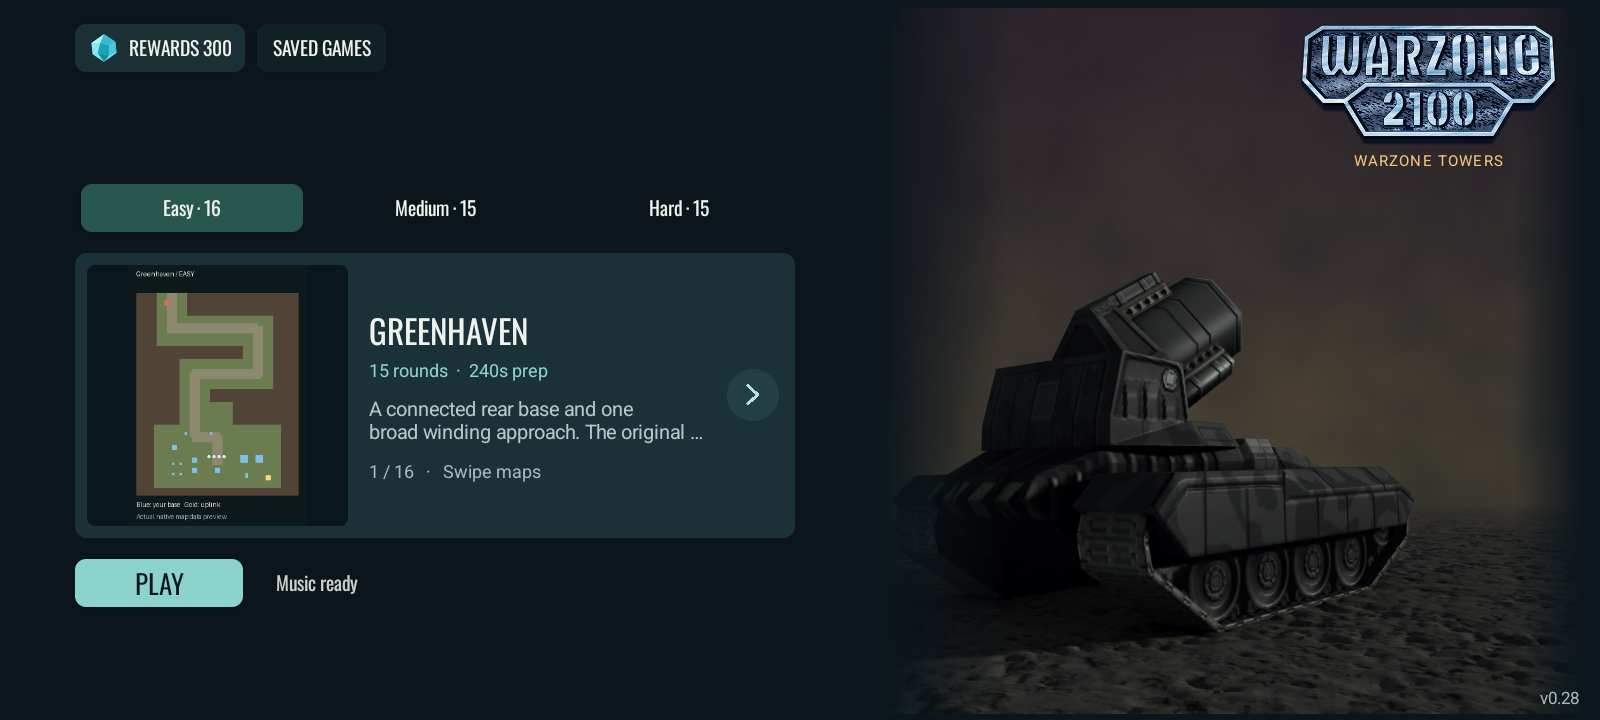 REWARDS 300
SAVED GAMES
WARZONE
2100
WARZONE TOWERS
Easy · 16
Medium · 15
Hard · 15
Greenhaven / EASY
Blue: your base Gold: uplink
Actual native map data preview
GREENHAVEN
15 rounds · 240s prep
A connected rear base and one
broad winding approach. The original ...
1 / 16 · Swipe maps
PLAY
Music ready
v0.28